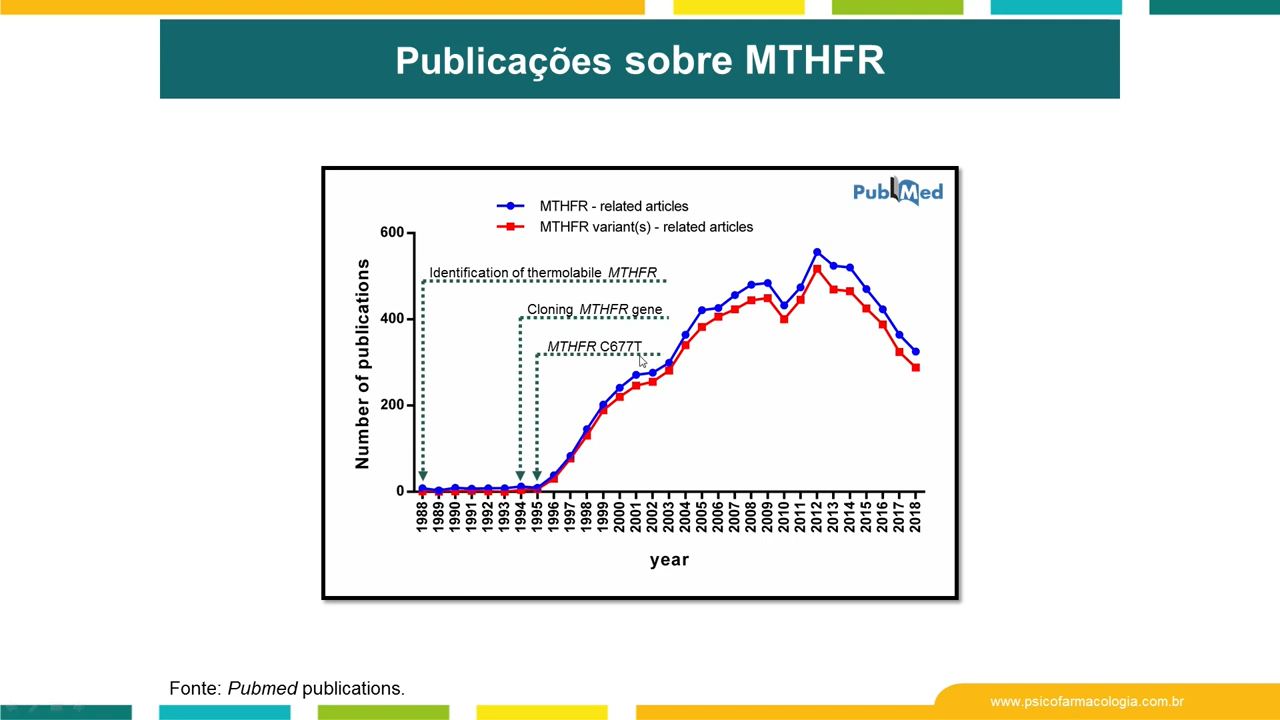 Publicações sobre MTHFR
PubMed
MTHFR - related articles
MTHFR variant(s) - related articles
Number of publications
600
400
200
0
Identification of thermolabile MTHFR
Cloning MTHFR gene
MTHFR C677T
1988 1989 1990 1991 1992 1993 1994 1995 1996 1997 1998 1999 2000 2001 2002 2003 2004 2005 2006 2007 2008 2009 2010 2011 2012 2013 2014 2015 2016 2017 2018
year
Fonte: Pubmed publications.
www.psicofarmacologia.com.br